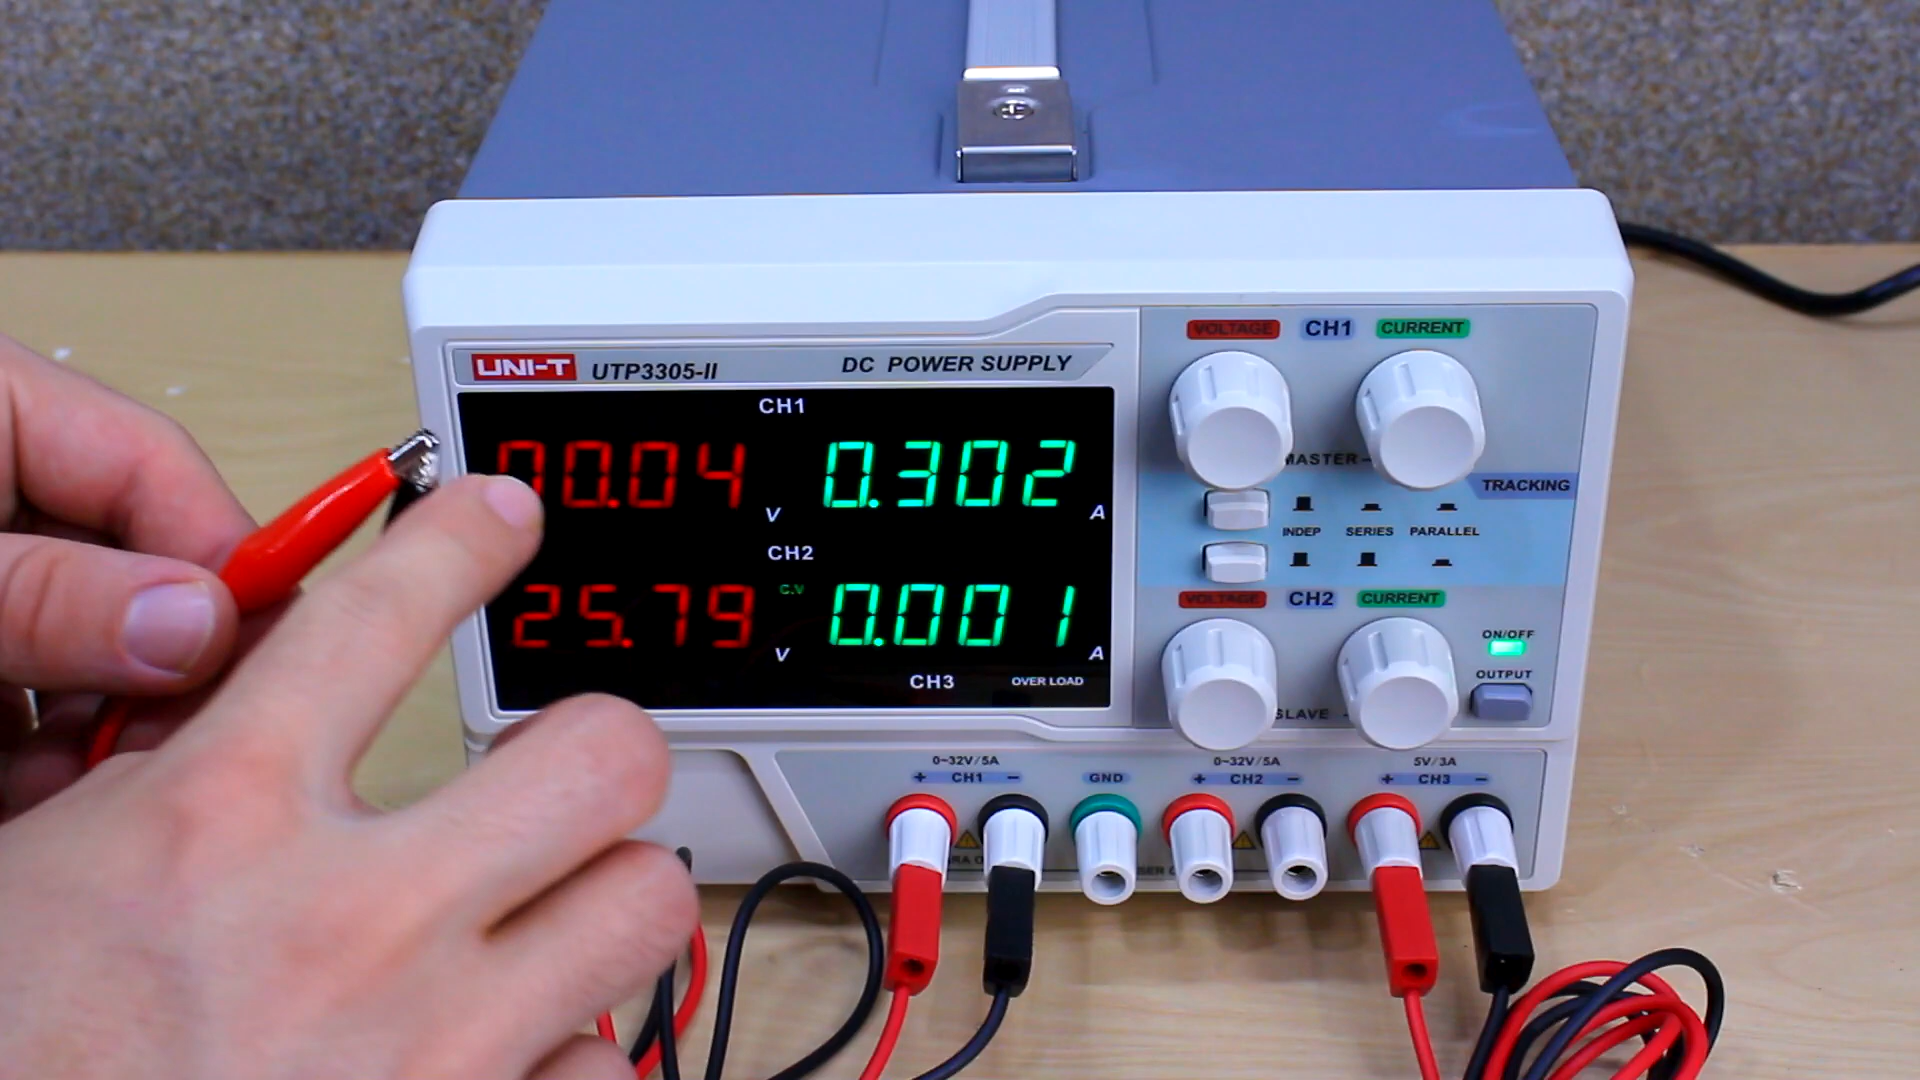 UNI-T UTP3305-II DC POWER SUPPLY
CH1
00.04 V 0.302 A
CH2
25.79 C.V V 0.001 A
CH3 OVER LOAD
VOLTAGE CH1 CURRENT
MASTER
TRACKING
INDEP SERIES PARALLEL
VOLTAGE CH2 CURRENT
ON/OFF
OUTPUT
SLAVE
0~32V/5A 0~32V/5A 5V/3A
+ CH1 − GND + CH2 − + CH3 −